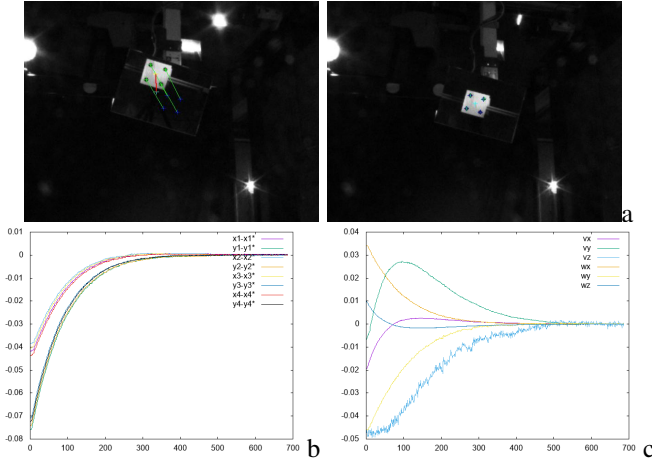 a
0.01
0
-0.01
-0.02
-0.03
-0.04
-0.05
-0.06
-0.07
-0.08
0 100 200 300 400 500 600 700
x1-x1*
y1-y1*
x2-x2*
y2-y2*
x3-x3*
y3-y3*
x4-x4*
y4-y4*
b
0.04
0.03
0.02
0.01
0
-0.01
-0.02
-0.03
-0.04
-0.05
0 100 200 300 400 500 600 700
vx
vy
vz
wx
wy
wz
c